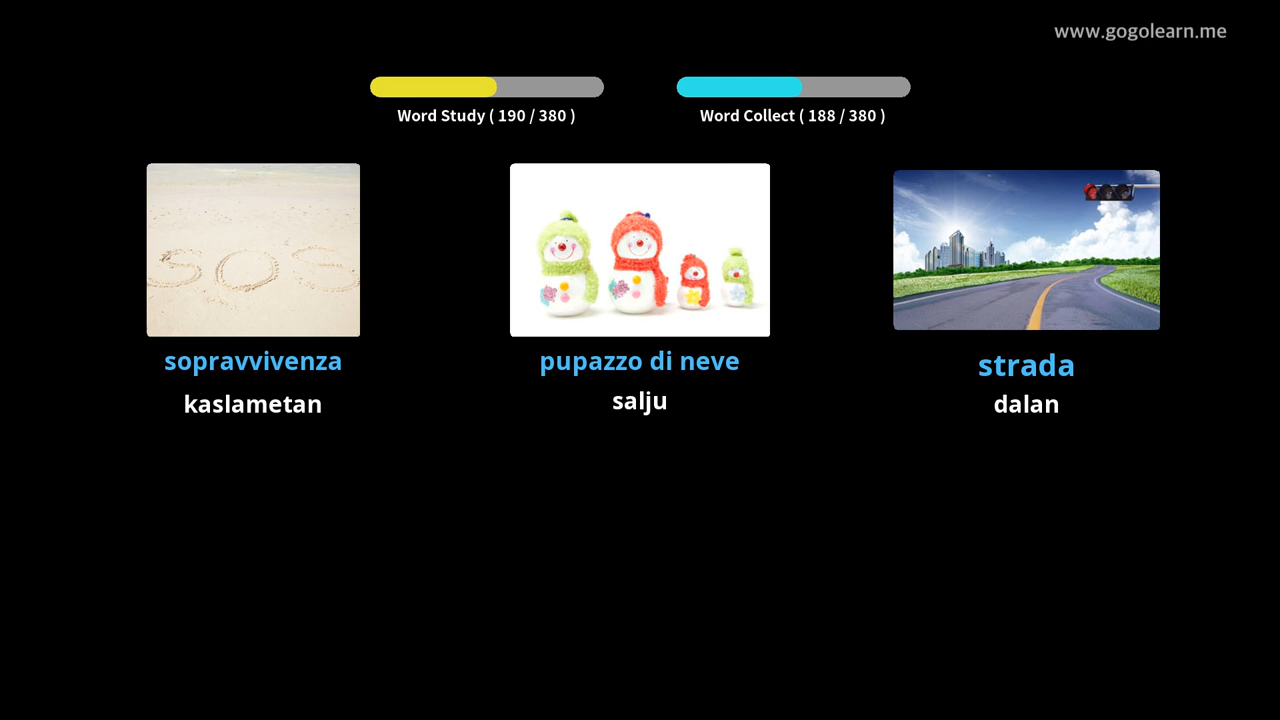 www.gogolearn.me
Word Study ( 190 / 380 )
Word Collect ( 188 / 380 )
SOS
sopravvivenza
pupazzo di neve
strada
kaslametan
salju
dalan